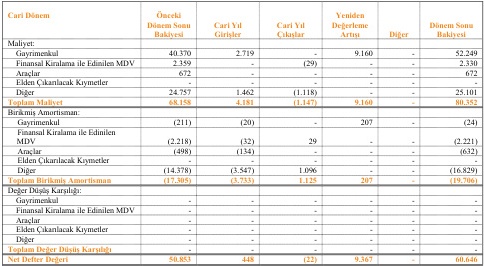 Cari Dönem Önceki Dönem Sonu Bakiyesi Cari Yıl Girişler Cari Yıl Çıkışlar Yeniden Değerleme Artışı Diğer Dönem Sonu Bakiyesi
Maliyet:
Gayrimenkul 40.370 2.719 - 9.160 - 52.249
Finansal Kiralama ile Edinilen MDV 2.359 - (29) - - 2.330
Araçlar 672 - - - - 672
Elden Çıkarılacak Kıymetler - - - - - -
Diğer 24.757 1.462 (1.118) - - 25.101
Toplam Maliyet 68.158 4.181 (1.147) 9.160 - 80.352
Birikmiş Amortisman:
Gayrimenkul (211) (20) - 207 - (24)
Finansal Kiralama ile Edinilen
MDV (2.218) (32) 29 - - (2.221)
Araçlar (498) (134) - - - (632)
Elden Çıkarılacak Kıymetler - - - - - -
Diğer (14.378) (3.547) 1.096 - - (16.829)
Toplam Birikmiş Amortisman (17.305) (3.733) 1.125 207 - (19.706)
Değer Düşüş Karşılığı:
Gayrimenkul - - - - - -
Finansal Kiralama ile Edinilen MDV - - - - - -
Araçlar - - - - - -
Elden Çıkarılacak Kıymetler - - - - - -
Diğer - - - - - -
Toplam Değer Düşüş Karşılığı - - - - - -
Net Defter Değeri 50.853 448 (22) 9.367 - 60.646